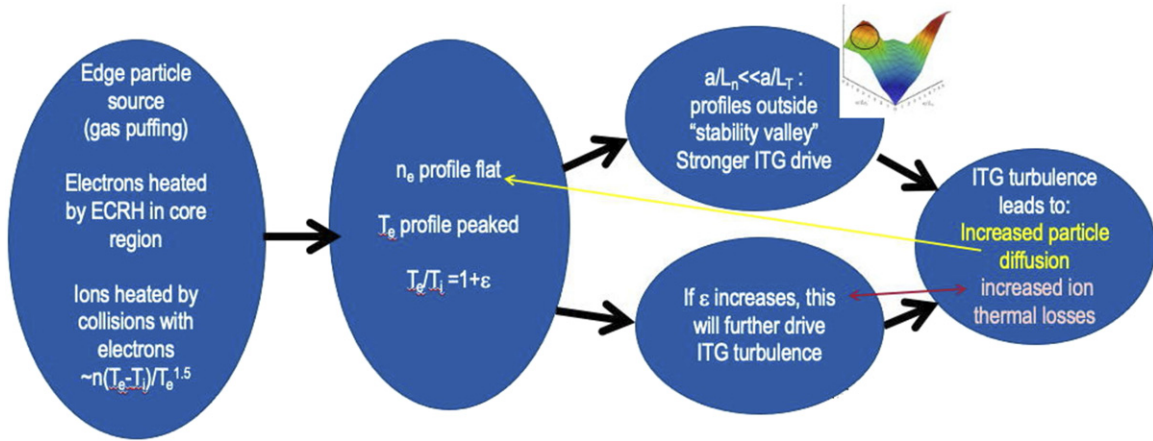 Edge particle
source
(gas puffing)
Electrons heated
by ECRH in core
region
Ions heated by
collisions with
electrons
~n(Te-Ti)/Te^1.5
ne profile flat
Te profile peaked
Te/Ti =1+ε
a/Ln<<a/LT :
profiles outside
“stability valley”
Stronger ITG drive
If ε increases, this
will further drive
ITG turbulence
ITG turbulence
leads to:
Increased particle
diffusion
increased ion
thermal losses